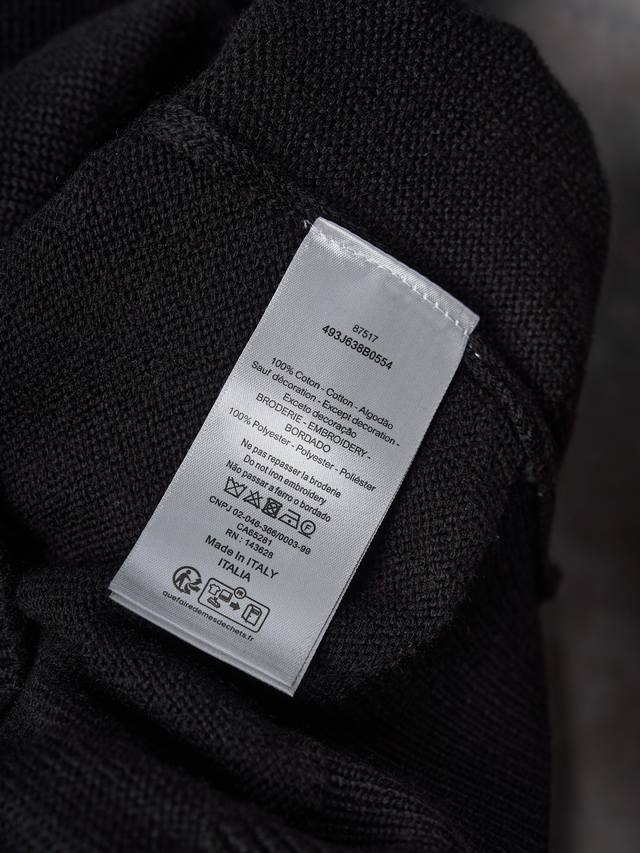 87517
493J638B0554
100% Coton - Cotton - Algodão
Sauf décoration - Except decoration -
Exceto decoração
BRODERIE - EMBROIDERY -
BORDADO
100% Polyester - Polyester - Poliéster
Ne pas repasser la broderie
Do not iron embroidery
Não passar a ferro o bordado
CNPJ 02-046-366/0003-99
CA65281
RN : 143628
Made In ITALY
ITALIA
FR
quefairedemesdechets.fr